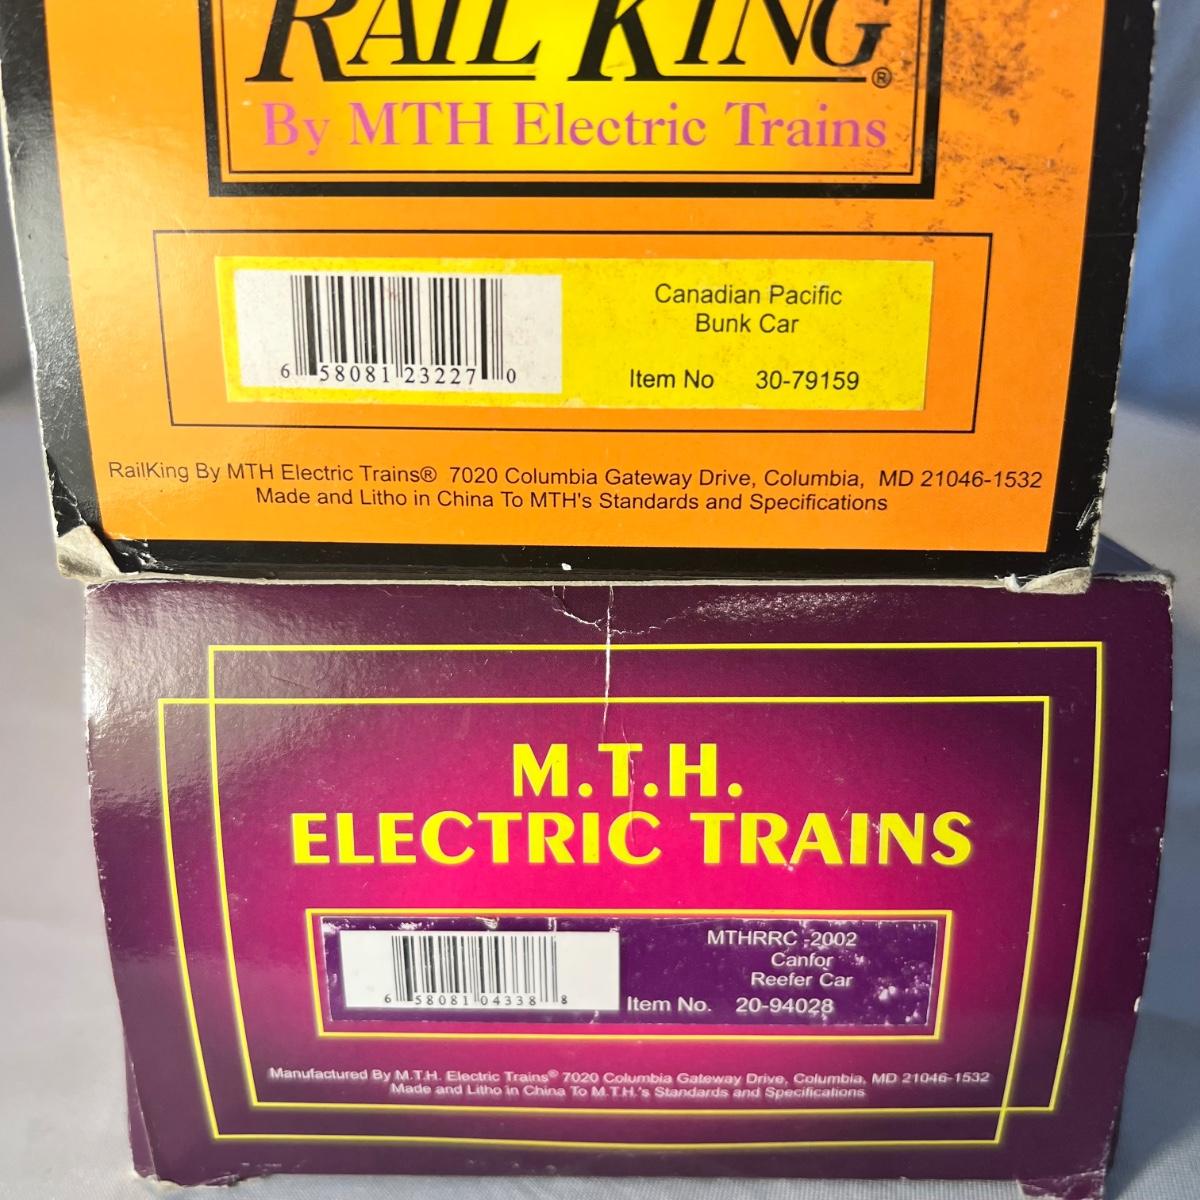 RAIL KING®
By MTH Electric Trains
Canadian Pacific
Bunk Car
6 58081 23227 0
Item No 30-79159
RailKing By MTH Electric Trains® 7020 Columbia Gateway Drive, Columbia, MD 21046-1532
Made and Litho in China To MTH's Standards and Specifications
M.T.H.
ELECTRIC TRAINS
MTHRRC -2002
Canfor
Reefer Car
6 58081 04338 8
Item No. 20-94028
Manufactured By M.T.H. Electric Trains® 7020 Columbia Gateway Drive, Columbia, MD 21046-1532
Made and Litho in China To M.T.H.'s Standards and Specifications